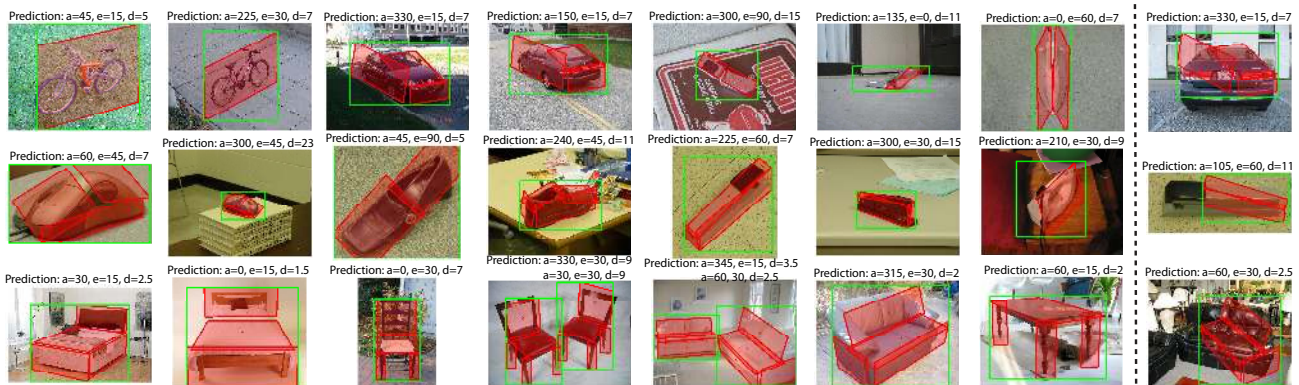 Prediction: a=45, e=15, d=5
Prediction: a=225, e=30, d=7
Prediction: a=330, e=15, d=7
Prediction: a=150, e=15, d=7
Prediction: a=300, e=90, d=15
Prediction: a=135, e=0, d=11
Prediction: a=0, e=60, d=7
Prediction: a=330, e=15, d=7
Prediction: a=60, e=45, d=7
Prediction: a=300, e=45, d=23
Prediction: a=45, e=90, d=5
Prediction: a=240, e=45, d=11
Prediction: a=225, e=60, d=7
Prediction: a=300, e=30, d=15
Prediction: a=210, e=30, d=9
Prediction: a=105, e=60, d=11
Prediction: a=30, e=15, d=2.5
Prediction: a=0, e=15, d=1.5
Prediction: a=0, e=30, d=7
Prediction: a=330, e=30, d=9
a=30, e=30, d=9
Prediction: a=345, e=15, d=3.5
a=60, 30, d=2.5
Prediction: a=315, e=30, d=2
Prediction: a=60, e=15, d=2
Prediction: a=60, e=30, d=2.5